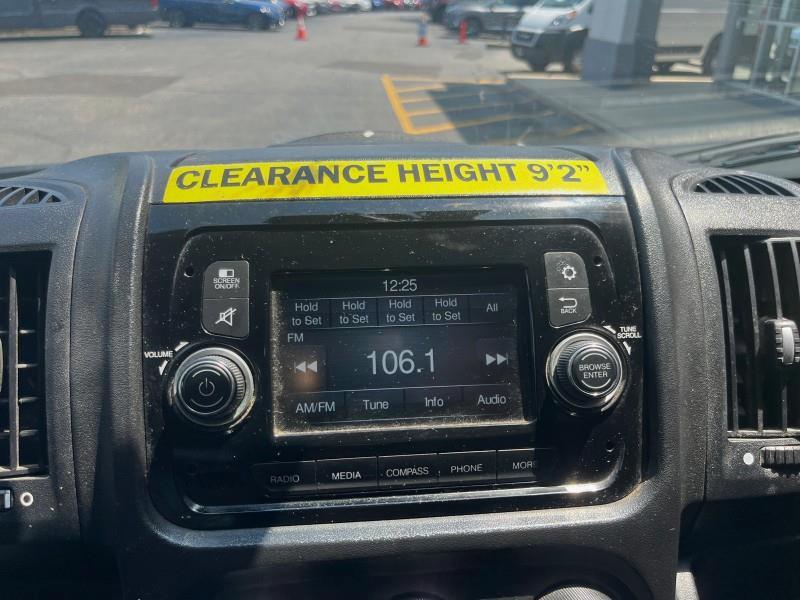 CLEARANCE HEIGHT 9'2"
SCREEN
ON/OFF
12:25
Hold to Set Hold to Set Hold to Set Hold to Set All
FM
106.1
AM/FM Tune Info Audio
BACK
VOLUME
TUNE
SCROLL
BROWSE
ENTER
RADIO MEDIA COMPASS PHONE MORE